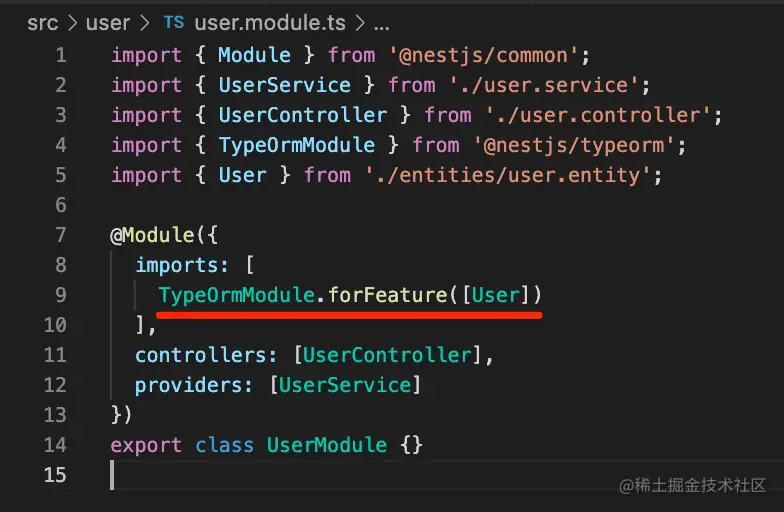 src > user > TS user.module.ts > ...
1 import { Module } from '@nestjs/common';
2 import { UserService } from './user.service';
3 import { UserController } from './user.controller';
4 import { TypeOrmModule } from '@nestjs/typeorm';
5 import { User } from './entities/user.entity';
6
7 @Module({
8   imports: [
9     TypeOrmModule.forFeature([User])
10   ],
11   controllers: [UserController],
12   providers: [UserService]
13 })
14 export class UserModule {}
15
@稀土掘金技术社区